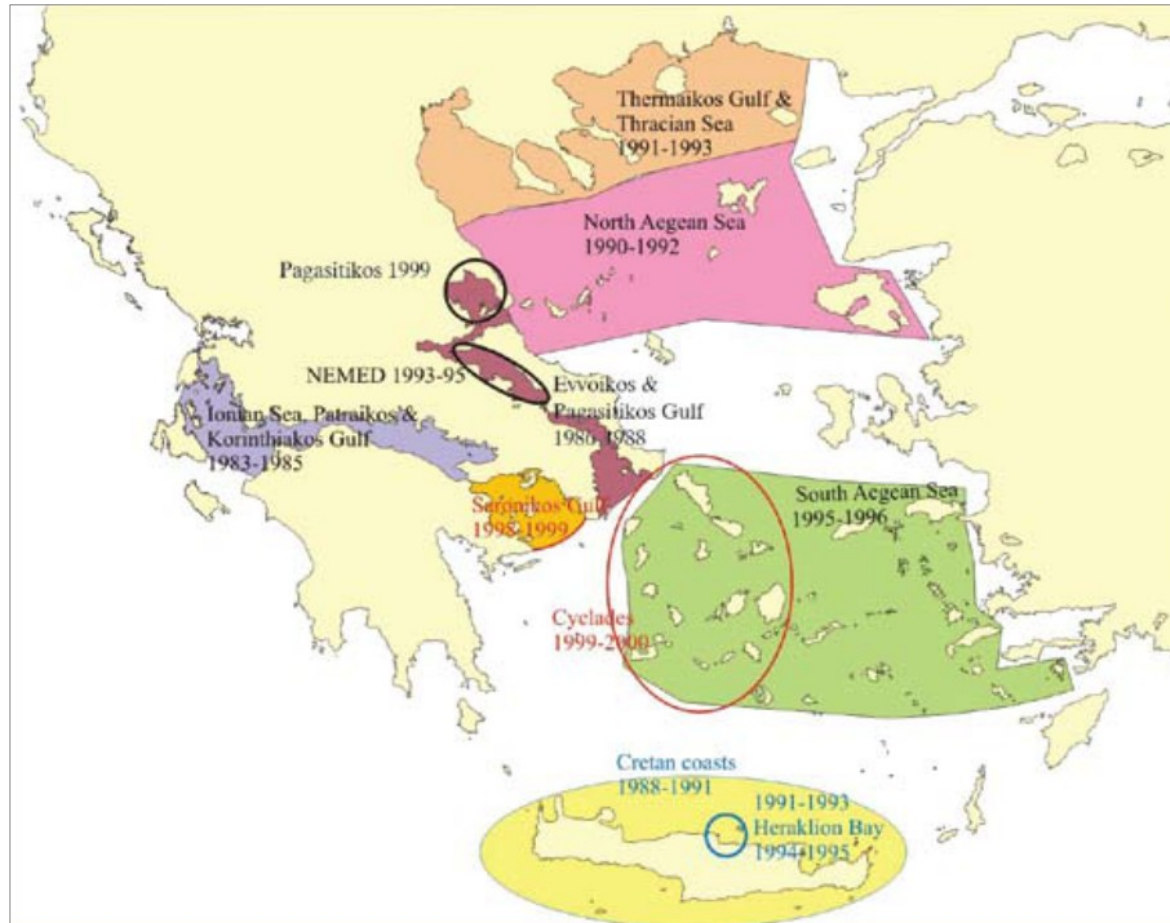 Thermaikos Gulf &
Thracian Sea
1991-1993
North Aegean Sea
1990-1992
Pagasitikos 1999
NEMED 1993-95
Evvoikos &
Pagasitikos Gulf
1986-1988
Ionian Sea, Patraikos &
Korinthiakos Gulf
1983-1985
Saronikos Gulf
1998-1999
South Aegean Sea
1995-1996
Cyclades
1999-2000
Cretan coasts
1988-1991
1991-1993
Heraklion Bay
1994-1995